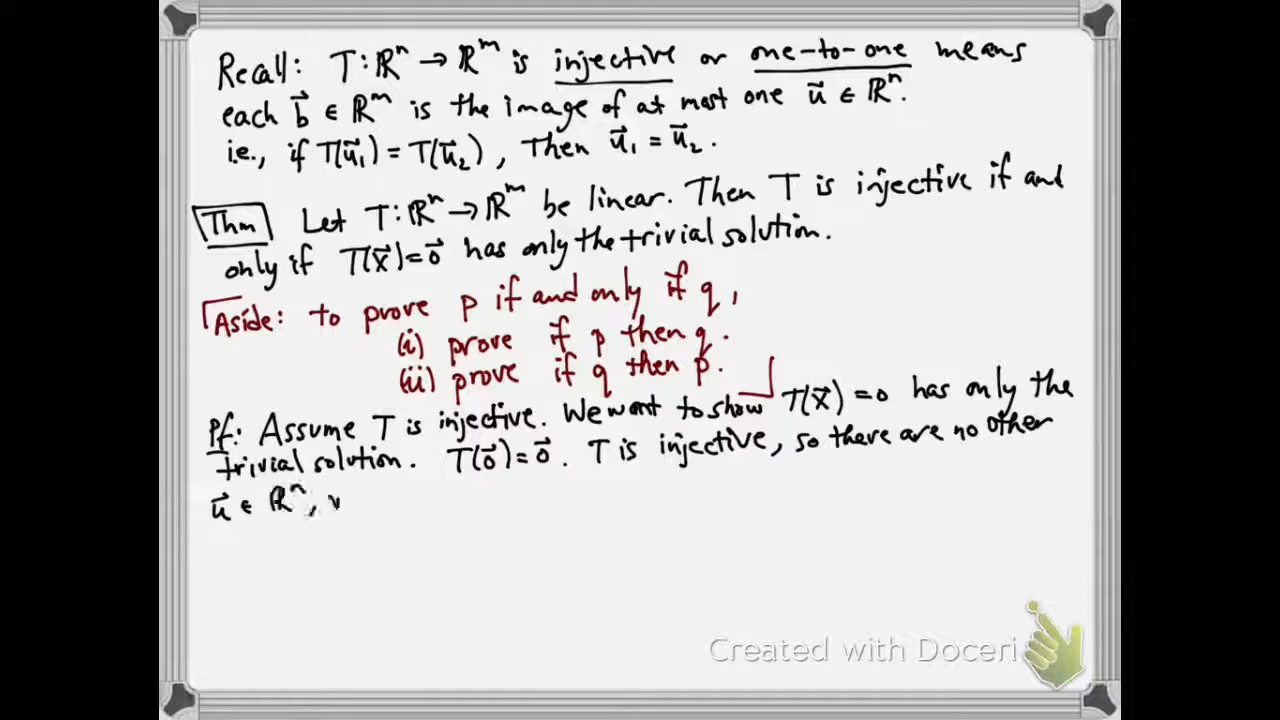 Recall: T: ℝⁿ → ℝᵐ is injective or one-to-one means
each b⃗ ∈ ℝᵐ is the image of at most one u⃗ ∈ ℝⁿ.
i.e., if T(u⃗₁) = T(u⃗₂), then u⃗₁ = u⃗₂.
Thm Let T: ℝⁿ → ℝᵐ be linear. Then T is injective if and
only if T(x⃗) = 0⃗ has only the trivial solution.
Aside: to prove p if and only if q,
(i) prove if p then q.
(ii) prove if q then p.
Pf: Assume T is injective. We want to show T(x⃗) = 0 has only the
trivial solution. T(0⃗) = 0⃗. T is injective, so there are no other
u⃗ ∈ ℝⁿ,
Created with Doceri